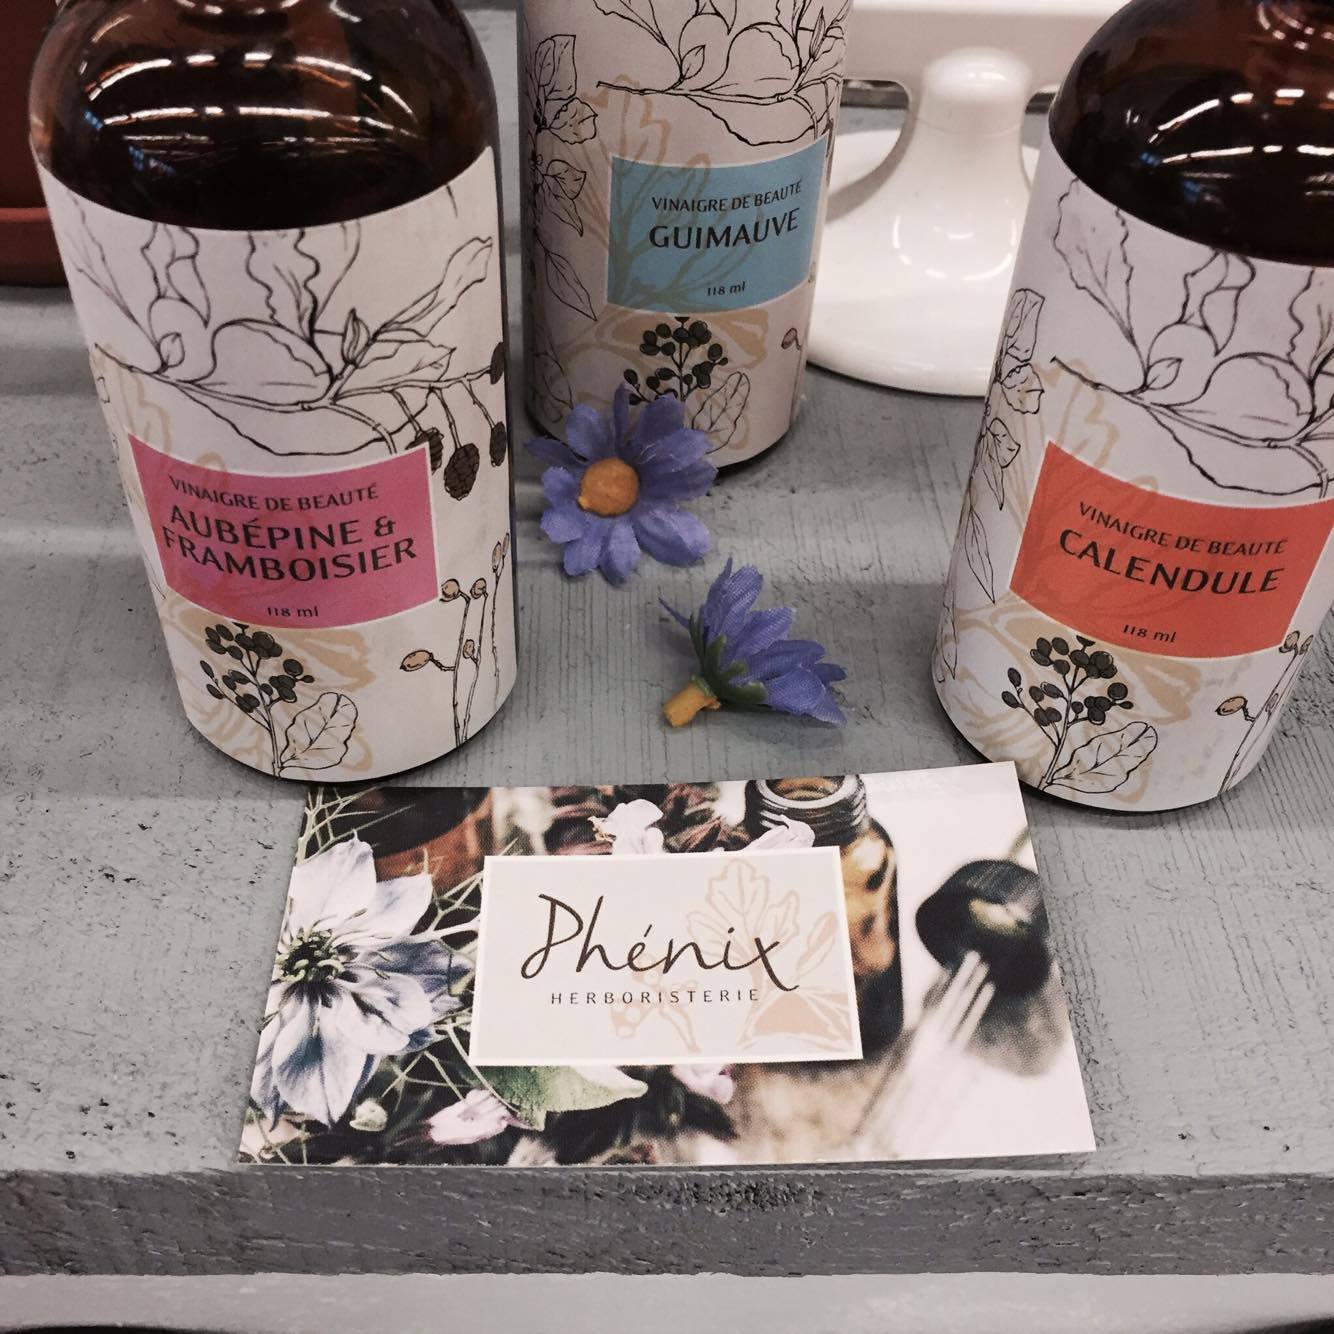 VINAIGRE DE BEAUTÉ
GUIMAUVE
118 ml
VINAIGRE DE BEAUTÉ
AUBÉPINE &
FRAMBOISIER
118 ml
VINAIGRE DE BEAUTÉ
CALENDULE
118 ml
Phénix
HERBORISTERIE